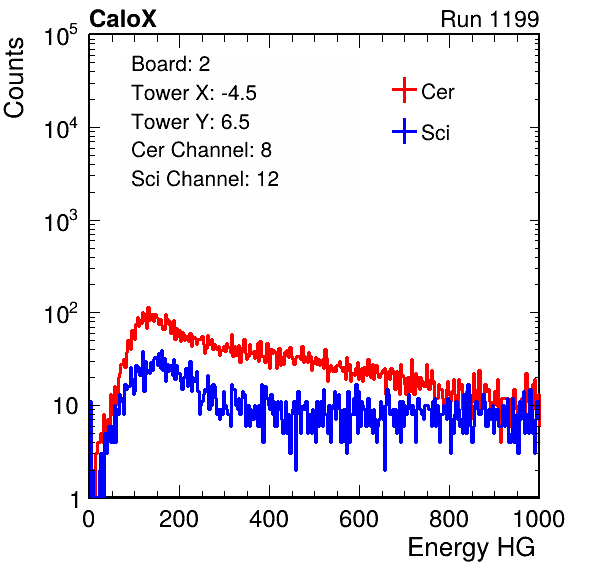 CaloX Run 1199
Counts
Board: 2
Tower X: -4.5
Tower Y: 6.5
Cer Channel: 8
Sci Channel: 12
Cer
Sci
10^5
10^4
10^3
10^2
10
1
0 200 400 600 800 1000
Energy HG